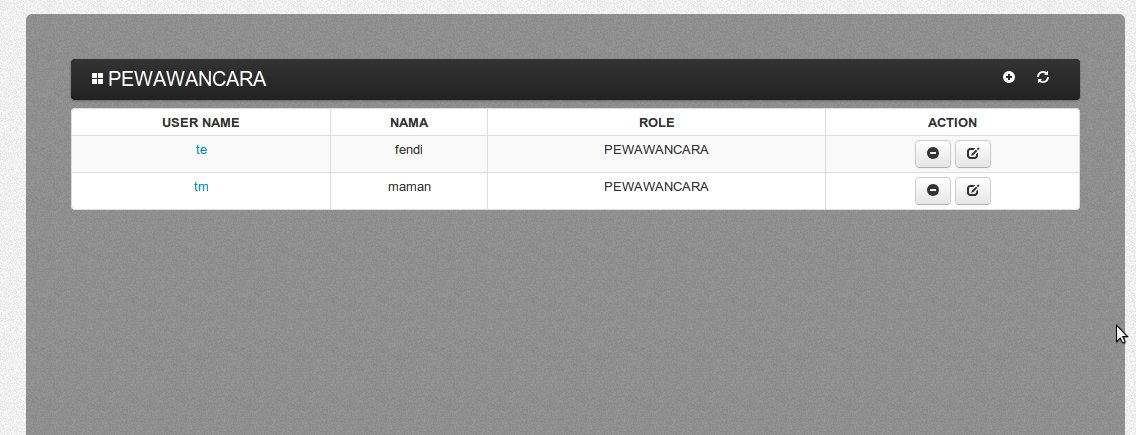 PEWAWANCARA
USER NAME NAMA ROLE ACTION
te fendi PEWAWANCARA
tm maman PEWAWANCARA